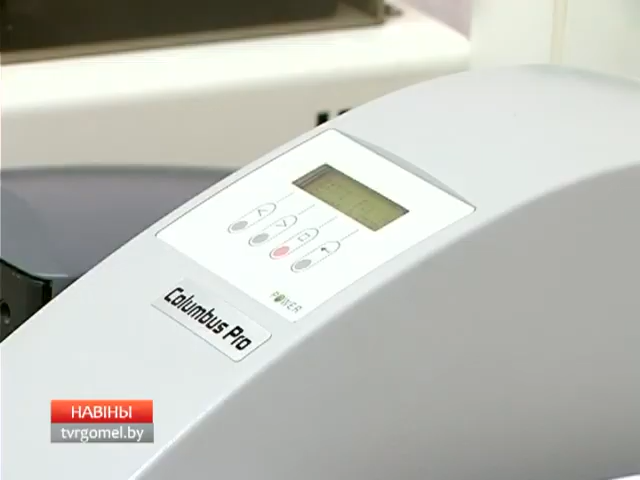 Columbus Pro
POWER
НАВІНЫ
tvrgomel.by